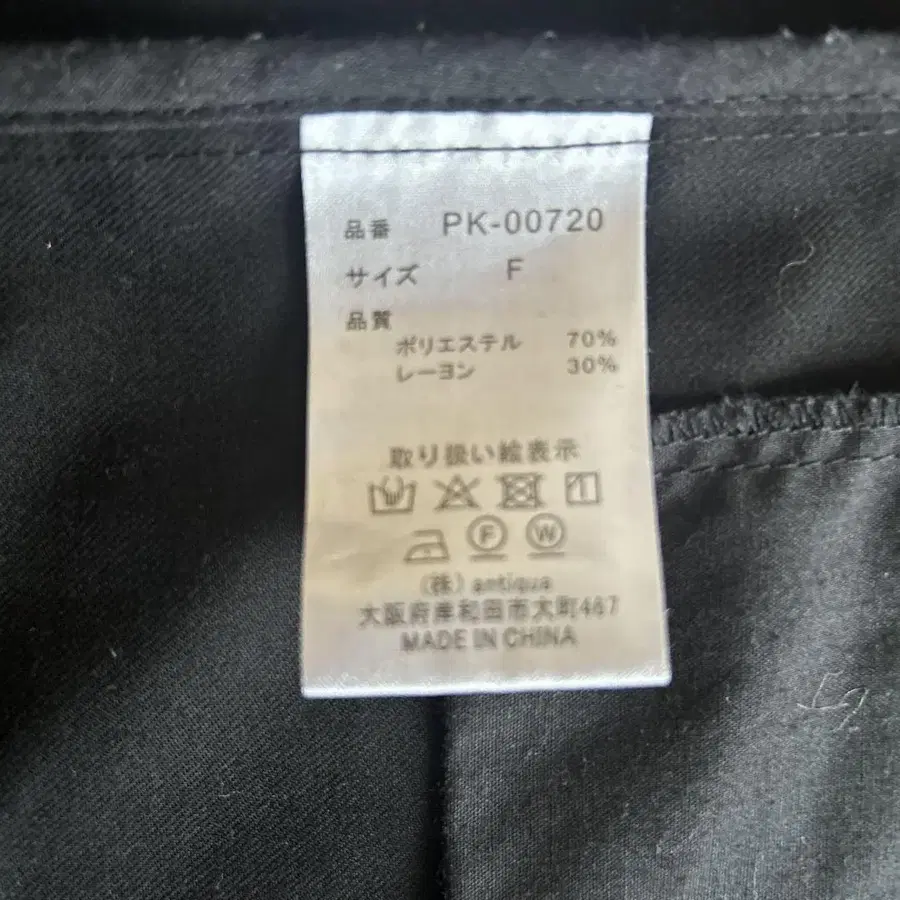 品番 PK-00720
サイズ F
品質
ポリエステル 70%
レーヨン 30%
取り扱い絵表示
F W
(株) antiqua
大阪府岸和田市大町467
MADE IN CHINA